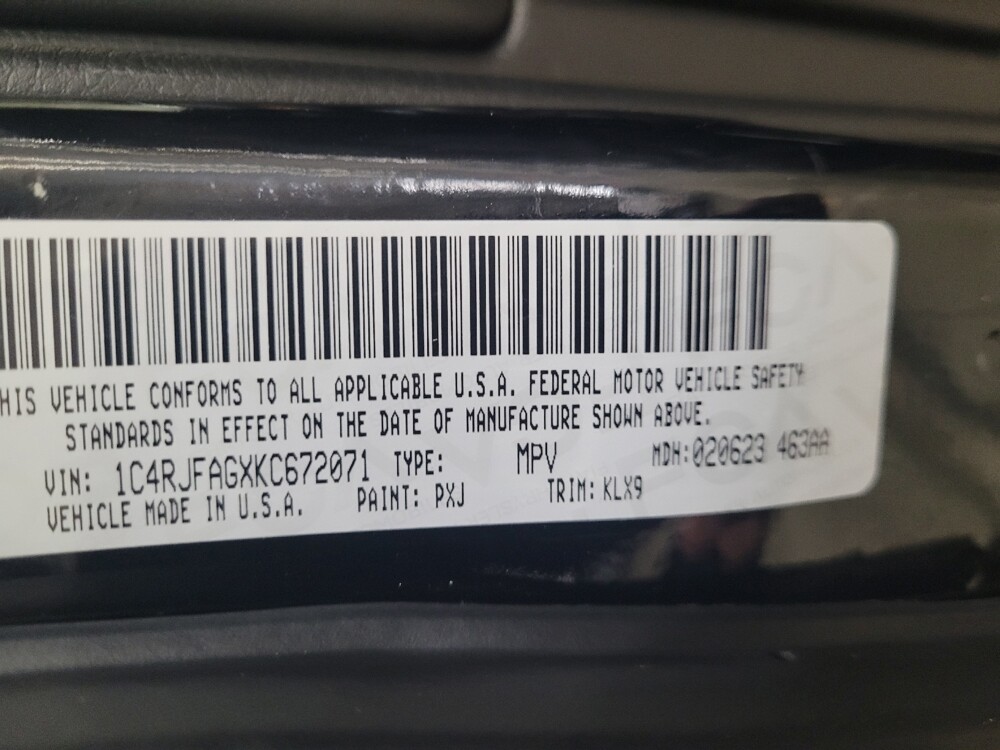 HIS VEHICLE CONFORMS TO ALL APPLICABLE U.S.A. FEDERAL MOTOR VEHICLE SAFETY
STANDARDS IN EFFECT ON THE DATE OF MANUFACTURE SHOWN ABOVE.
VIN: 1C4RJFAGXKC672071 TYPE: MPV MDH:020623 463AA
VEHICLE MADE IN U.S.A. PAINT: PXJ TRIM: KLX9